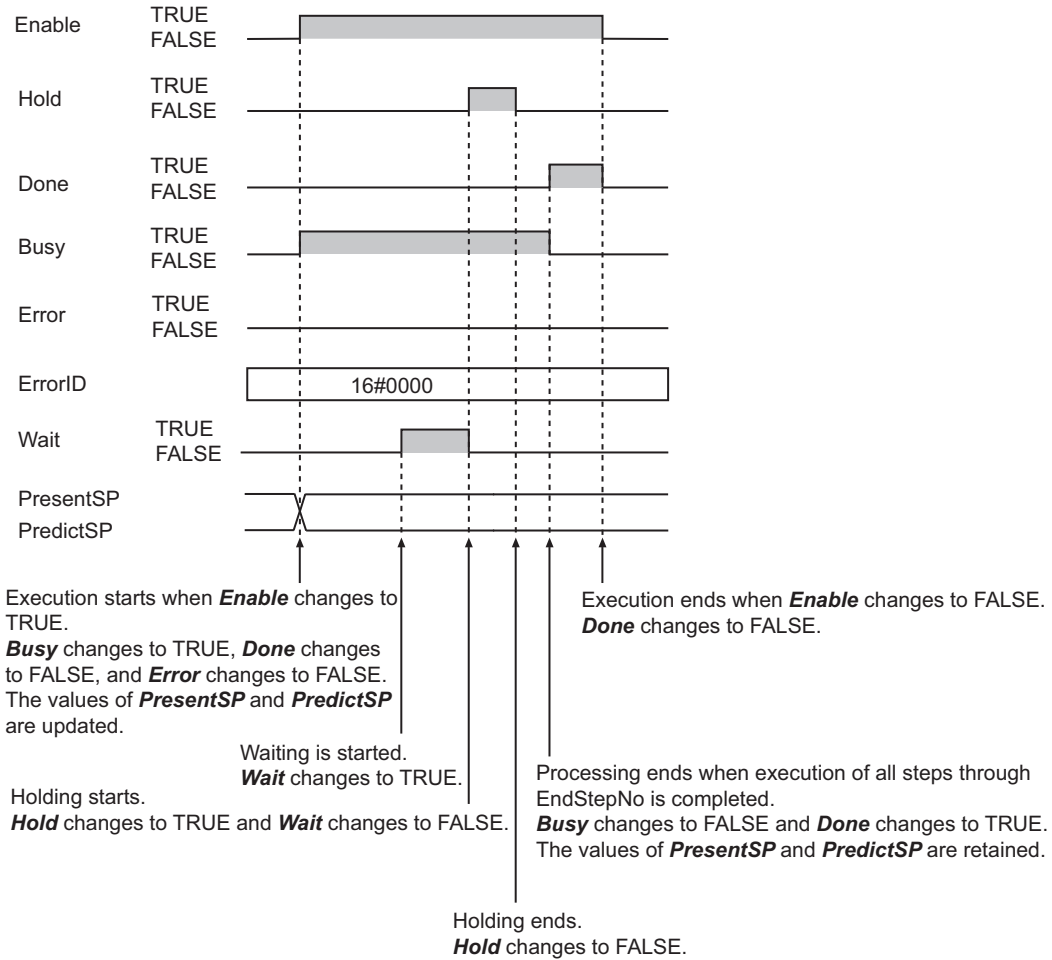 Enable TRUE
FALSE
Hold TRUE
FALSE
Done TRUE
FALSE
Busy TRUE
FALSE
Error TRUE
FALSE
ErrorID 16#0000
Wait TRUE
FALSE
PresentSP
PredictSP
Execution starts when Enable changes to
TRUE.
Busy changes to TRUE, Done changes
to FALSE, and Error changes to FALSE.
The values of PresentSP and PredictSP
are updated.
Execution ends when Enable changes to FALSE.
Done changes to FALSE.
Waiting is started.
Wait changes to TRUE.
Holding starts.
Hold changes to TRUE and Wait changes to FALSE.
Processing ends when execution of all steps through
EndStepNo is completed.
Busy changes to FALSE and Done changes to TRUE.
The values of PresentSP and PredictSP are retained.
Holding ends.
Hold changes to FALSE.